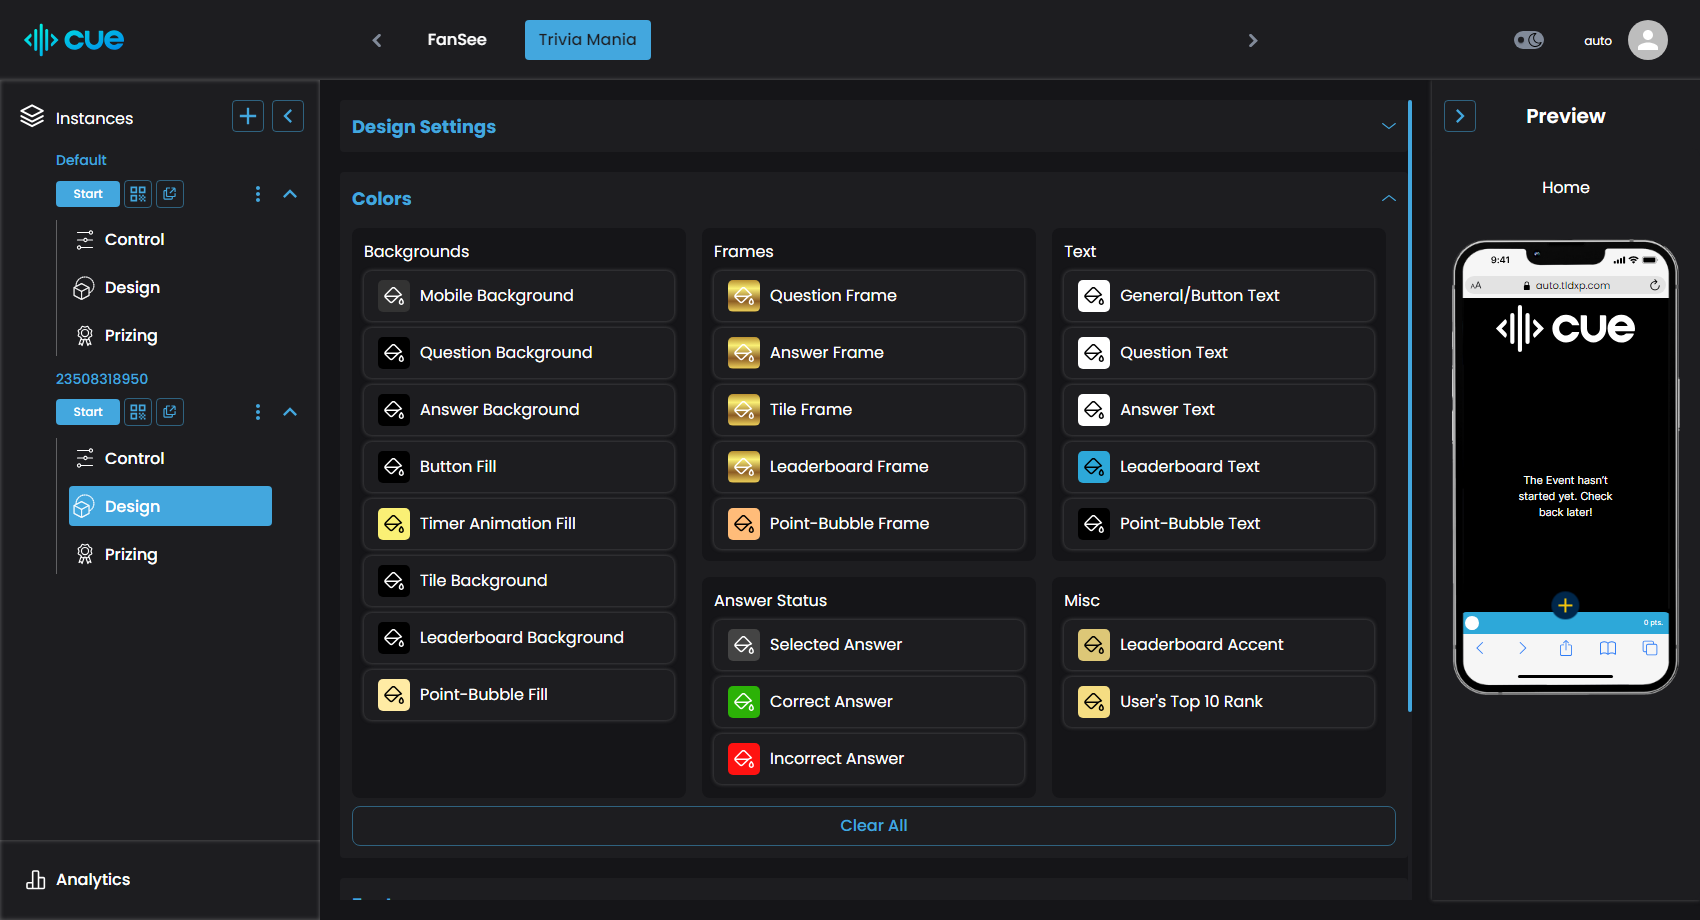 cue
FanSee
Trivia Mania
auto
Instances
Default
Start
Control
Design
Prizing
23508318950
Start
Control
Design
Prizing
Analytics
Design Settings
Colors
Backgrounds
Mobile Background
Question Background
Answer Background
Button Fill
Timer Animation Fill
Tile Background
Leaderboard Background
Point-Bubble Fill
Frames
Question Frame
Answer Frame
Tile Frame
Leaderboard Frame
Point-Bubble Frame
Text
General/Button Text
Question Text
Answer Text
Leaderboard Text
Point-Bubble Text
Answer Status
Selected Answer
Correct Answer
Incorrect Answer
Misc
Leaderboard Accent
User's Top 10 Rank
Clear All
Preview
Home
9:41
AA
auto.tldxp.com
cue
The Event hasn't
started yet. Check
back later!
0 pts.